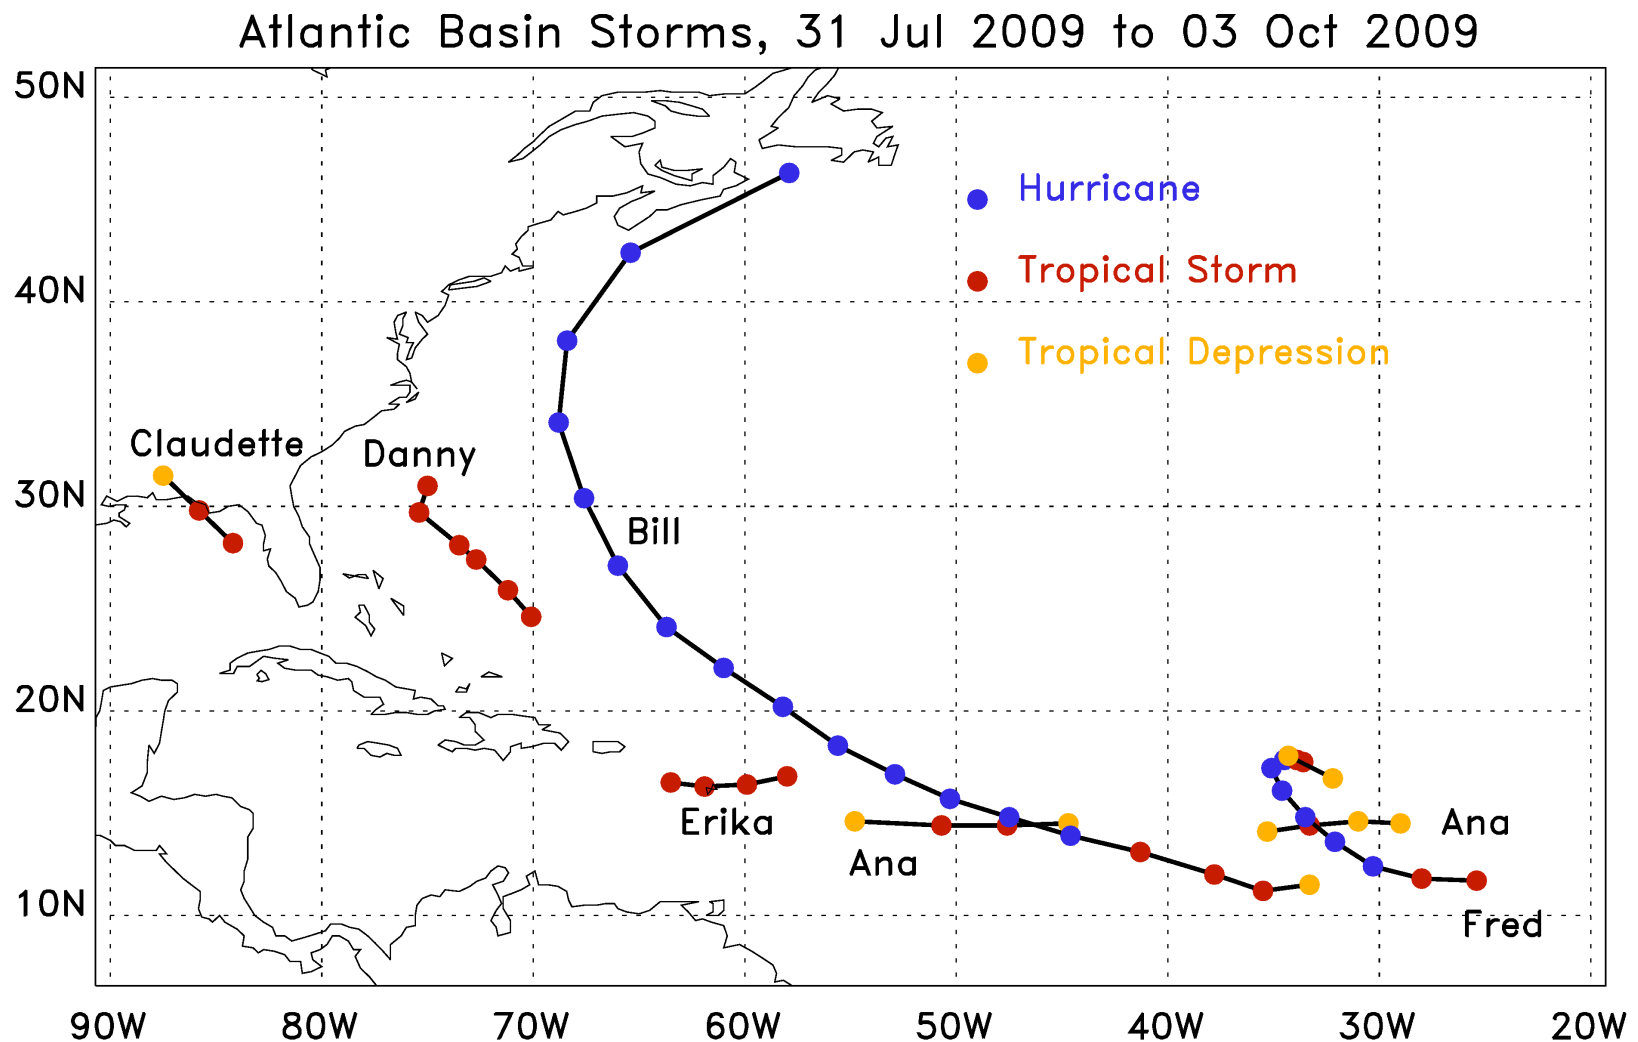 Atlantic Basin Storms, 31 Jul 2009 to 03 Oct 2009
50N
Hurricane
Tropical Storm
40N
Tropical Depression
Claudette
Danny
30N
Bill
20N
Erika
Ana
Ana
10N
Fred
90W 80W 70W 60W 50W 40W 30W 20W